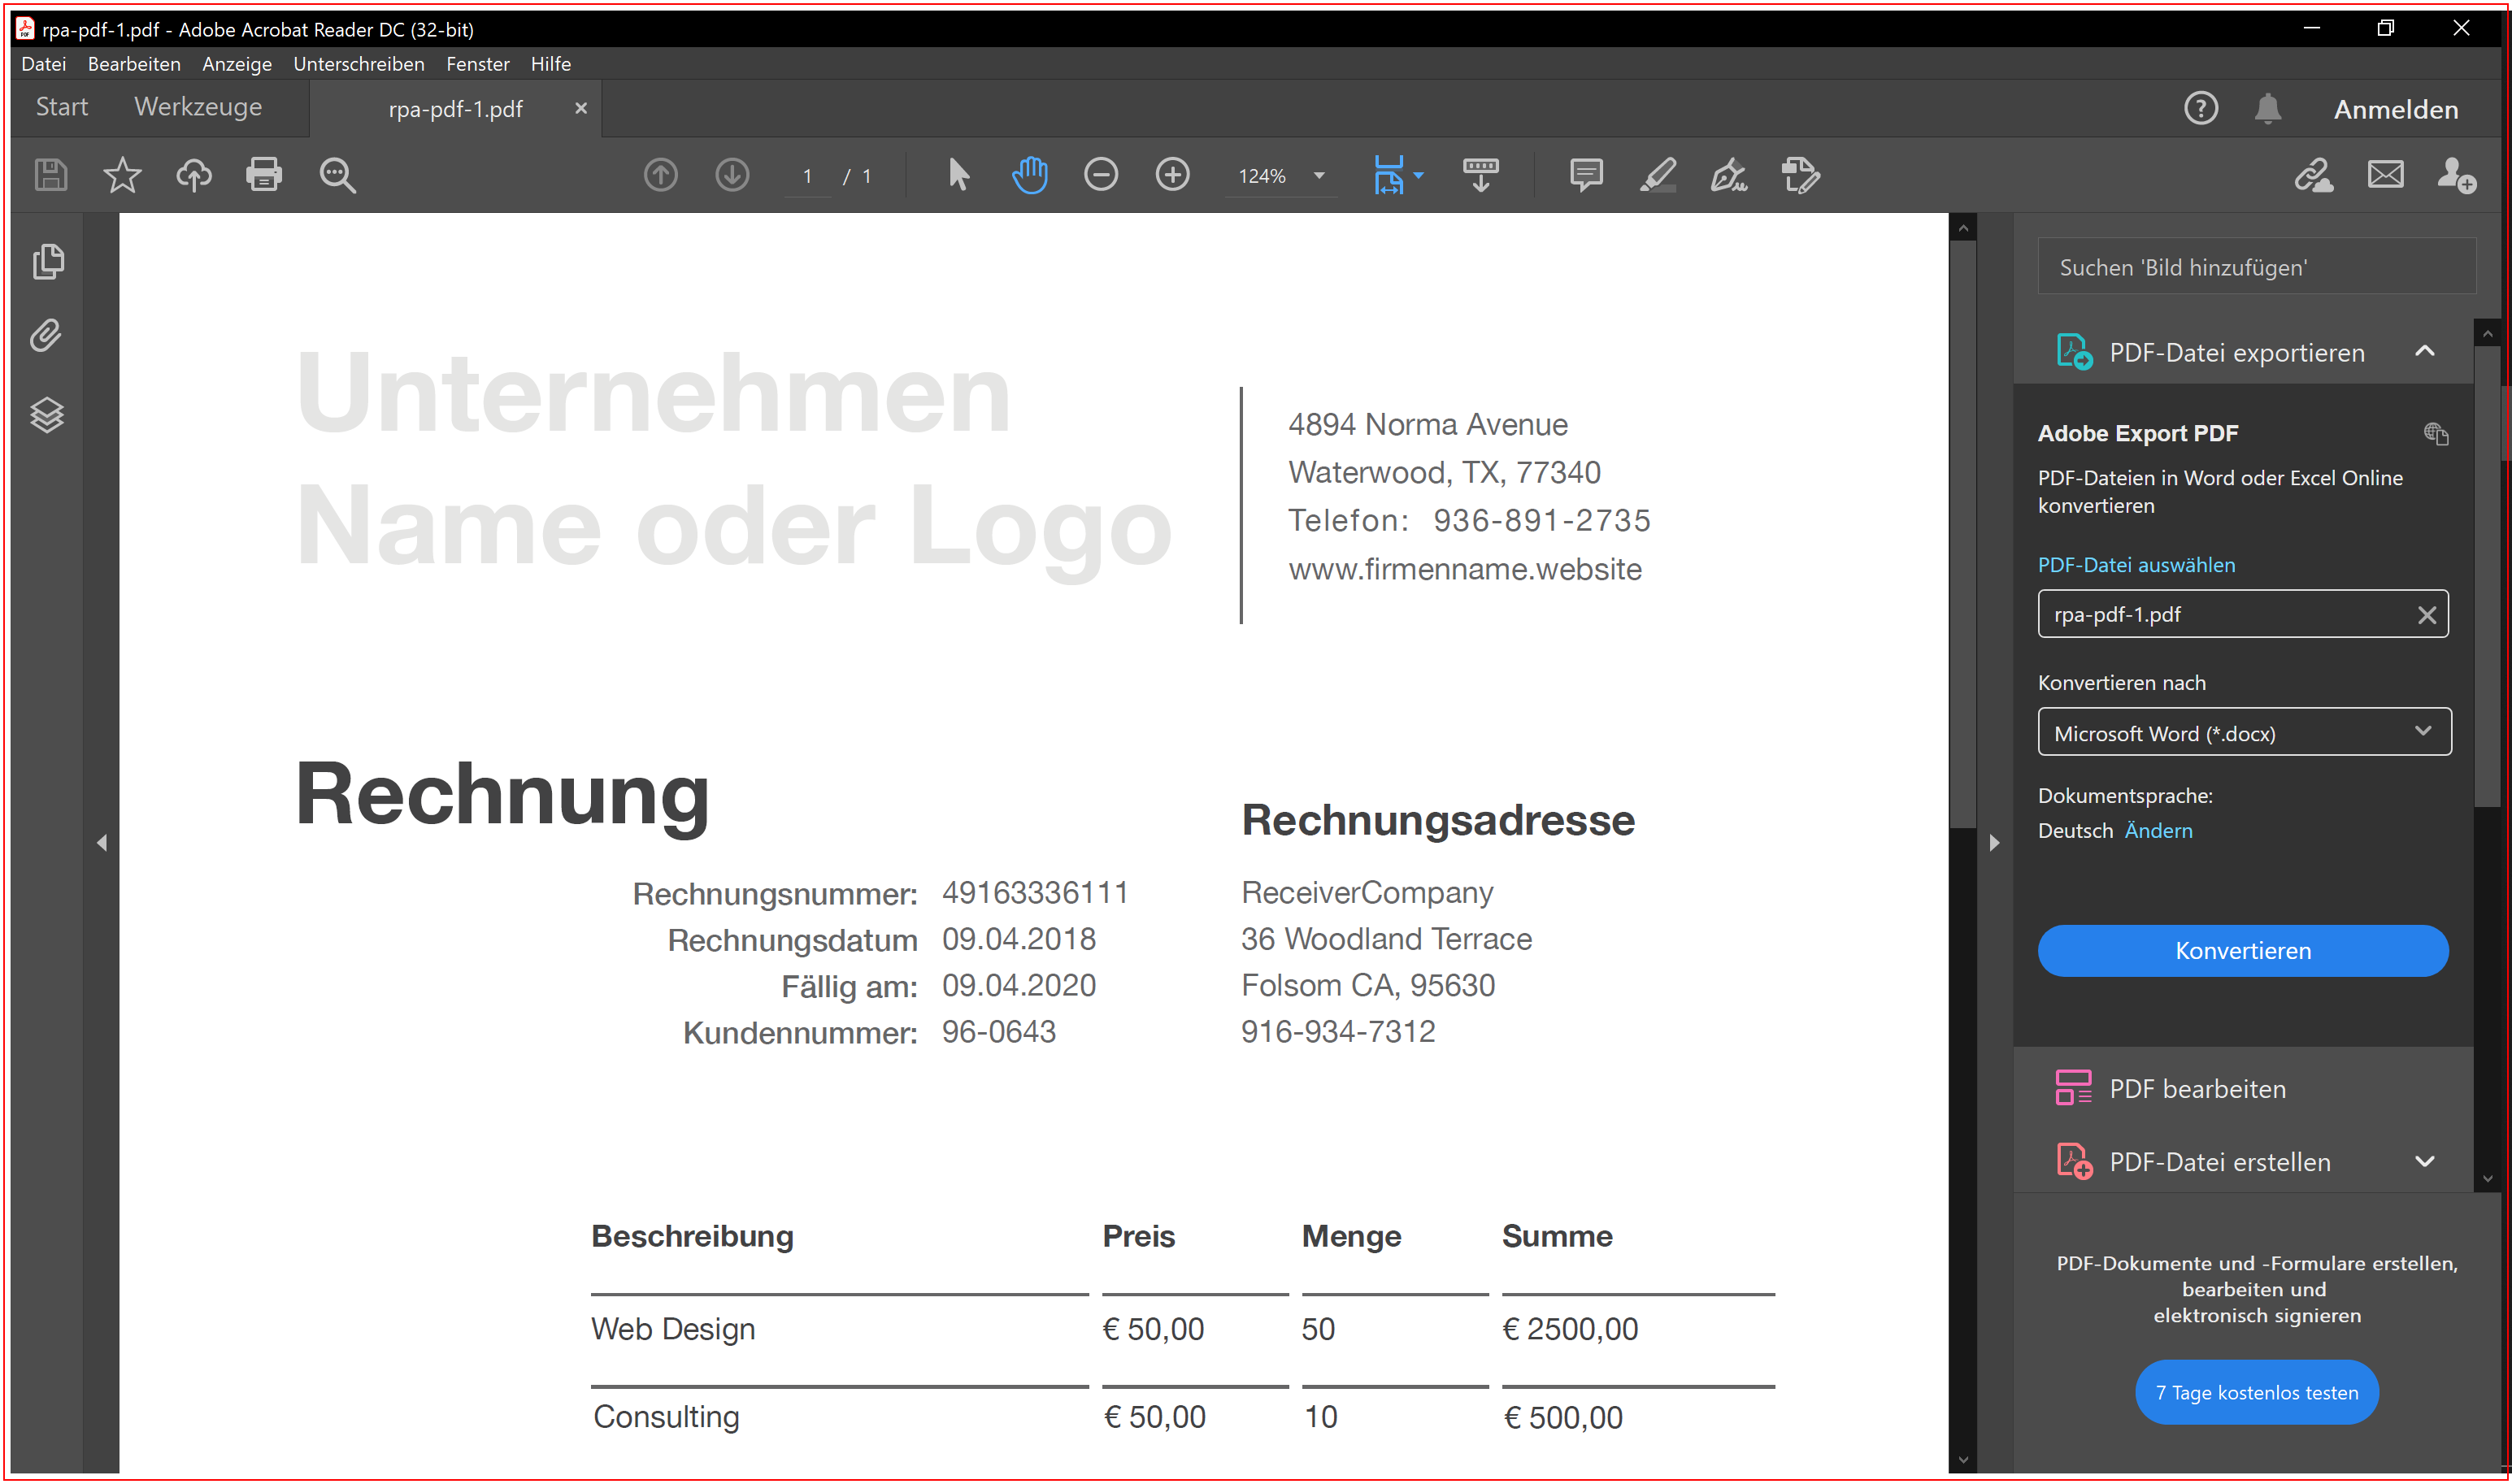 rpa-pdf-1.pdf - Adobe Acrobat Reader DC (32-bit)
Datei Bearbeiten Anzeige Unterschreiben Fenster Hilfe
Start Werkzeuge rpa-pdf-1.pdf Anmelden
1 / 1 124%
Unternehmen
Name oder Logo
4894 Norma Avenue
Waterwood, TX, 77340
Telefon: 936-891-2735
www.firmenname.website
Rechnung
Rechnungsnummer: 49163336111
Rechnungsdatum 09.04.2018
Fällig am: 09.04.2020
Kundennummer: 96-0643
Rechnungsadresse
ReceiverCompany
36 Woodland Terrace
Folsom CA, 95630
916-934-7312
Beschreibung Preis Menge Summe
Web Design € 50,00 50 € 2500,00
Consulting € 50,00 10 € 500,00
Suchen 'Bild hinzufügen'
PDF-Datei exportieren
Adobe Export PDF
PDF-Dateien in Word oder Excel Online
konvertieren
PDF-Datei auswählen
rpa-pdf-1.pdf
Konvertieren nach
Microsoft Word (*.docx)
Dokumentsprache:
Deutsch Ändern
Konvertieren
PDF bearbeiten
PDF-Datei erstellen
PDF-Dokumente und -Formulare erstellen,
bearbeiten und
elektronisch signieren
7 Tage kostenlos testen